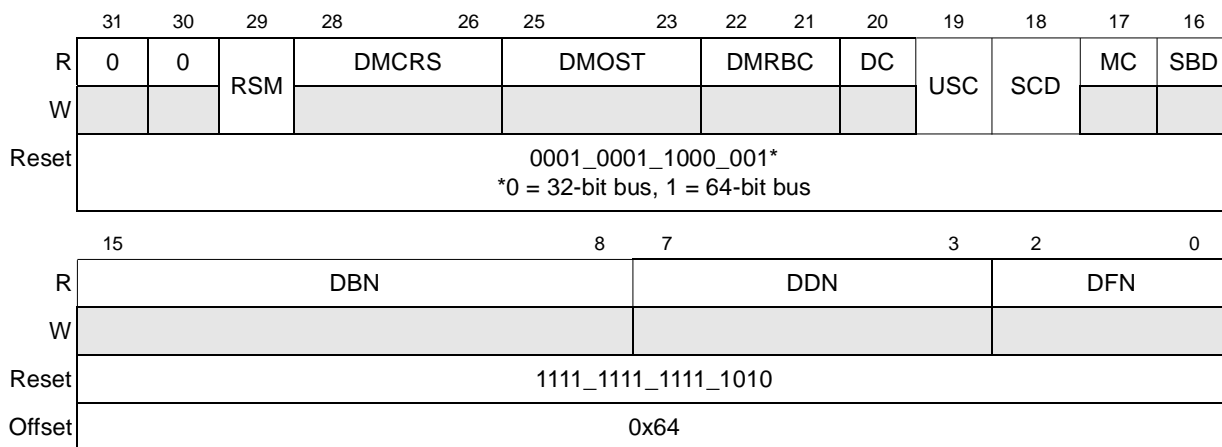 31 30 29 28 26 25 23 22 21 20 19 18 17 16
R 0 0 RSM DMCRS DMOST DMRBC DC USC SCD MC SBD
W
Reset 0001_0001_1000_001*
*0 = 32-bit bus, 1 = 64-bit bus
15 8 7 3 2 0
R DBN DDN DFN
W
Reset 1111_1111_1111_1010
Offset 0x64